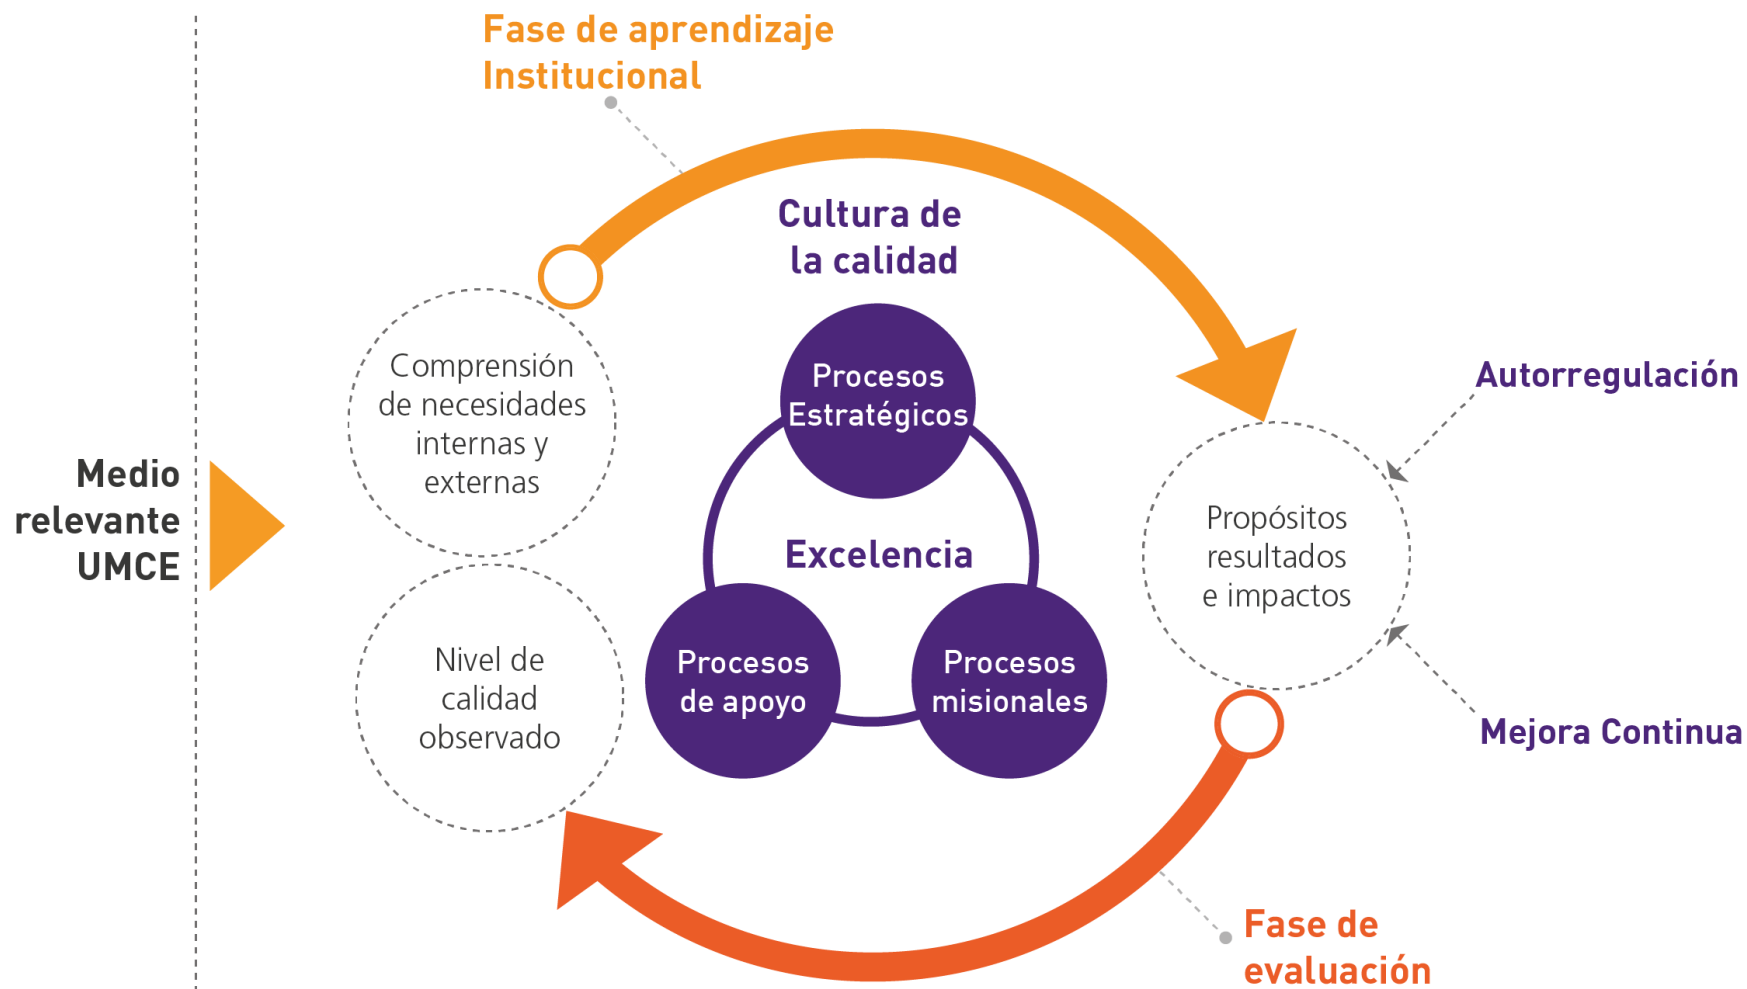 Fase de aprendizaje
Institucional
Cultura de
la calidad
Procesos
Estratégicos
Comprensión
de necesidades
internas y
externas
Autorregulación
Medio
relevante
UMCE
Excelencia
Propósitos
resultados
e impactos
Nivel de
calidad
observado
Procesos
de apoyo
Procesos
misionales
Mejora Continua
Fase de
evaluación